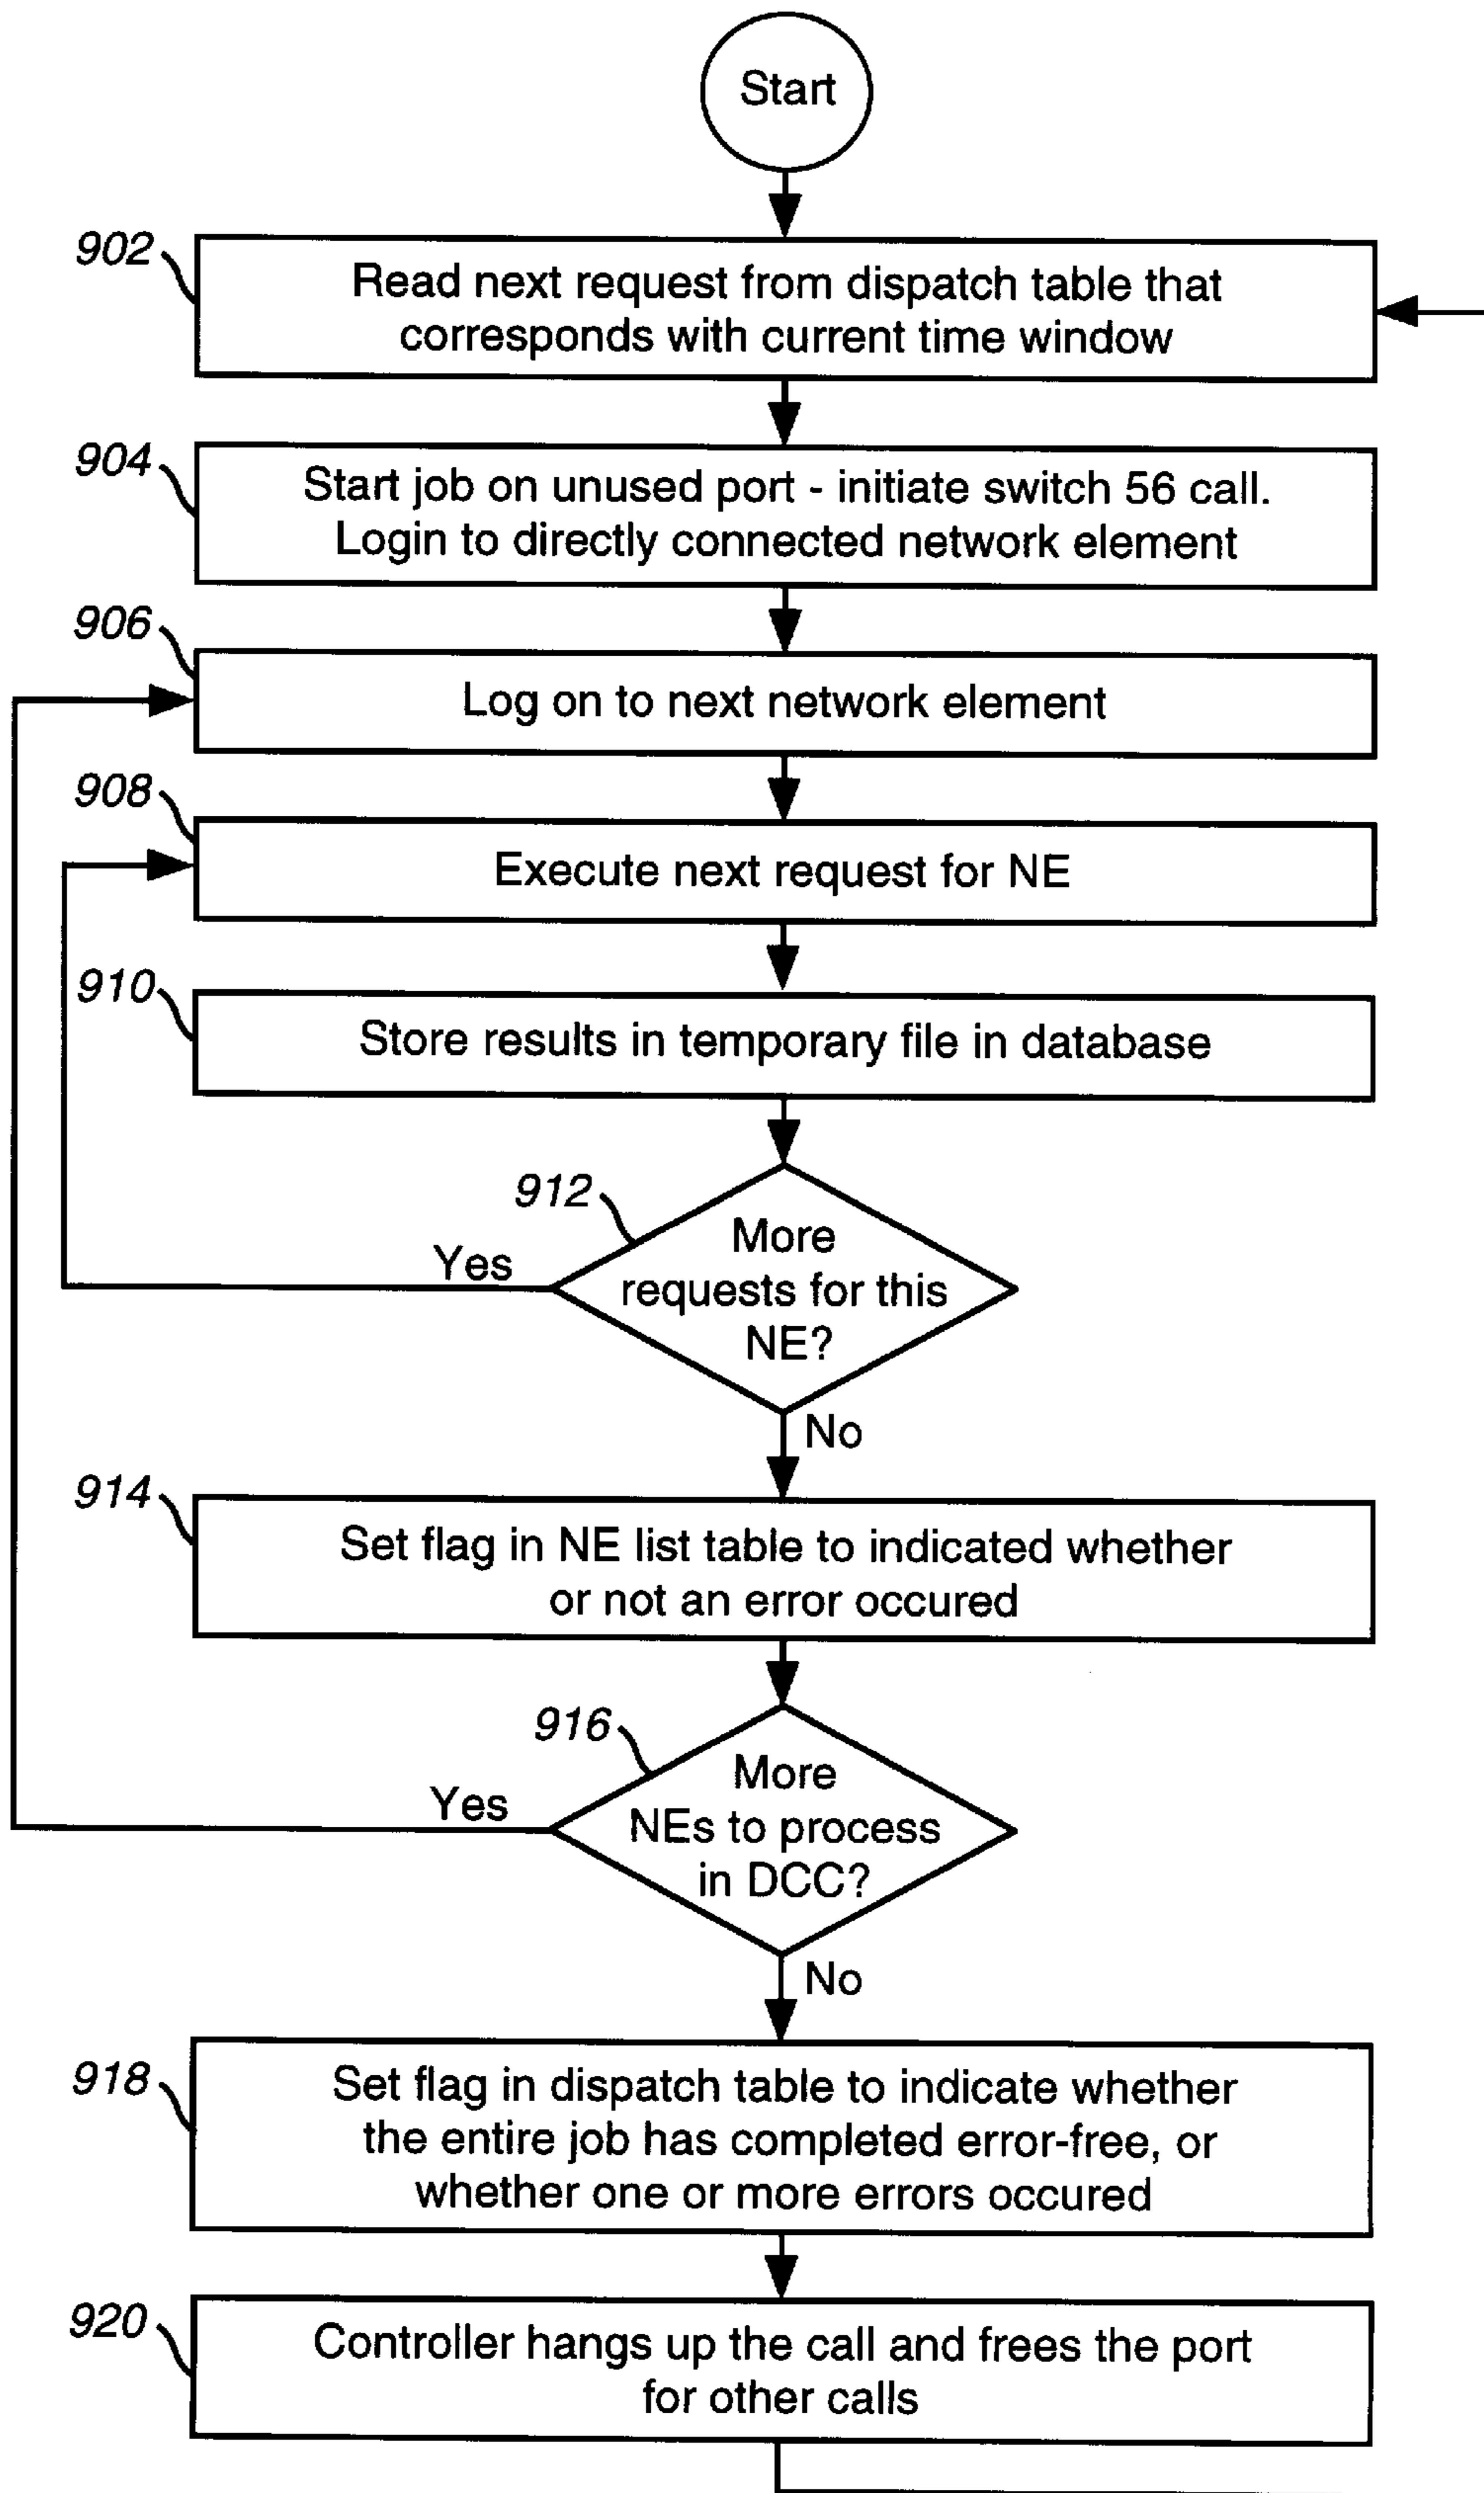 Start
902
Read next request from dispatch table that
corresponds with current time window
904
Start job on unused port - initiate switch 56 call.
Login to directly connected network element
906
Log on to next network element
908
Execute next request for NE
910
Store results in temporary file in database
912
More
requests for this
NE?
Yes
No
914
Set flag in NE list table to indicated whether
or not an error occured
916
More
NEs to process
in DCC?
Yes
No
918
Set flag in dispatch table to indicate whether
the entire job has completed error-free, or
whether one or more errors occured
920
Controller hangs up the call and frees the port
for other calls